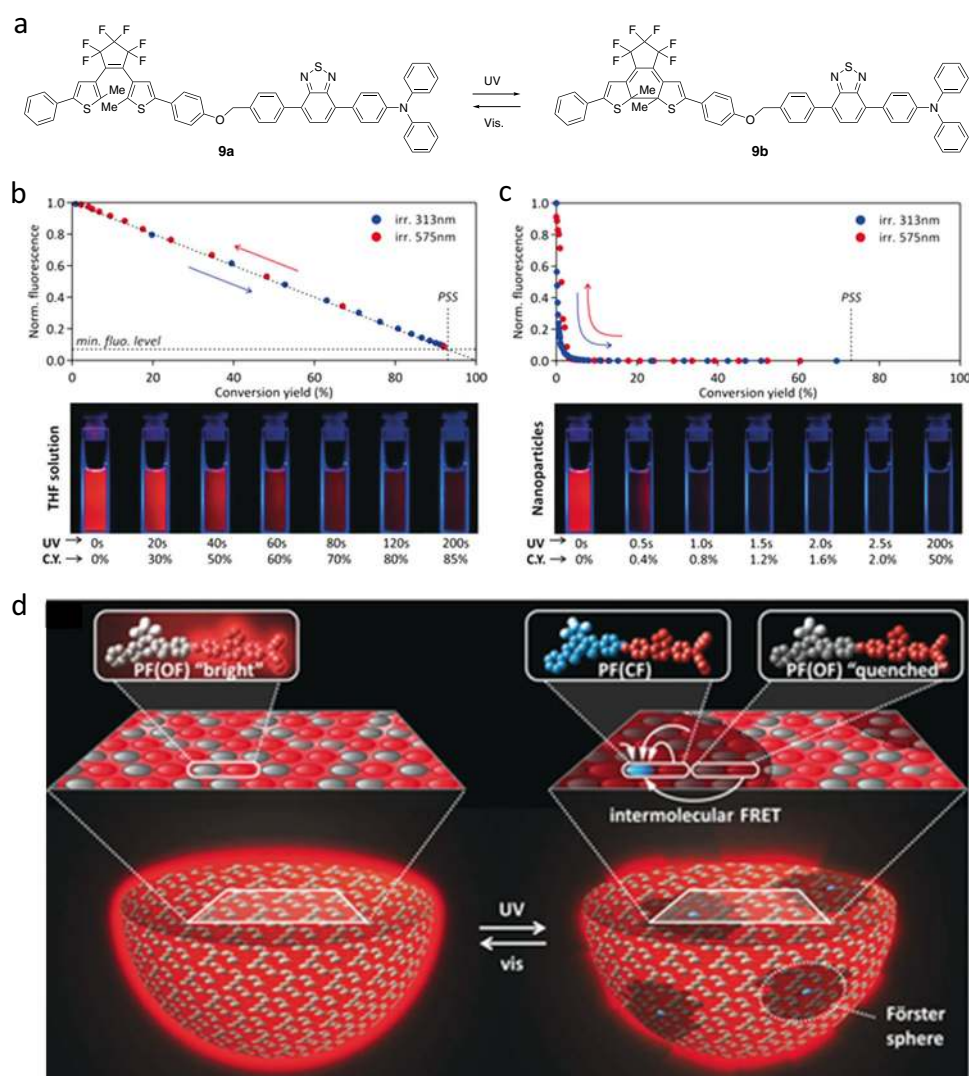 a
F F F F F F
S Me Me S
O
N S N
N
9a
UV
Vis.
F F F F F F
S Me Me S
O
N S N
N
9b
b
Norm. fluorescence
1.0
0.8
0.6
0.4
0.2
0.0
irr. 313nm
irr. 575nm
PSS
min. fluo. level
0 20 40 60 80 100
Conversion yield (%)
THF solution
UV → 0s 20s 40s 60s 80s 120s 200s
C.Y. → 0% 30% 50% 60% 70% 80% 85%
c
Norm. fluorescence
1.0
0.8
0.6
0.4
0.2
0.0
irr. 313nm
irr. 575nm
PSS
0 10 20 40 60 80 100
Conversion yield (%)
Nanoparticles
UV → 0s 0.5s 1.0s 1.5s 2.0s 2.5s 200s
C.Y. → 0% 0.4% 0.8% 1.2% 1.6% 2.0% 50%
d
PF(OF) "bright"
PF(CF)
PF(OF) "quenched"
intermolecular FRET
UV
vis
Förster
sphere